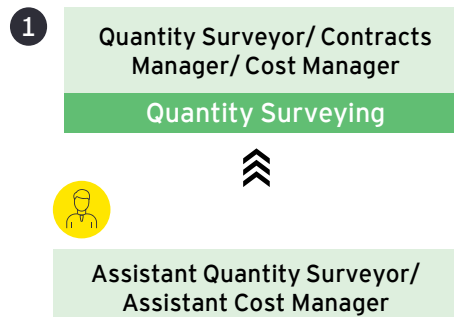 1
Quantity Surveyor/ Contracts
Manager/ Cost Manager
Quantity Surveying
Assistant Quantity Surveyor/
Assistant Cost Manager